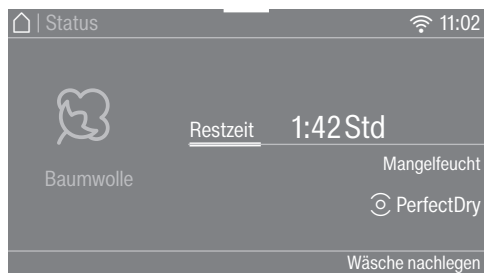 | Status 11:02
Restzeit 1:42 Std
Baumwolle
Mangelfeucht
PerfectDry
Wäsche nachlegen